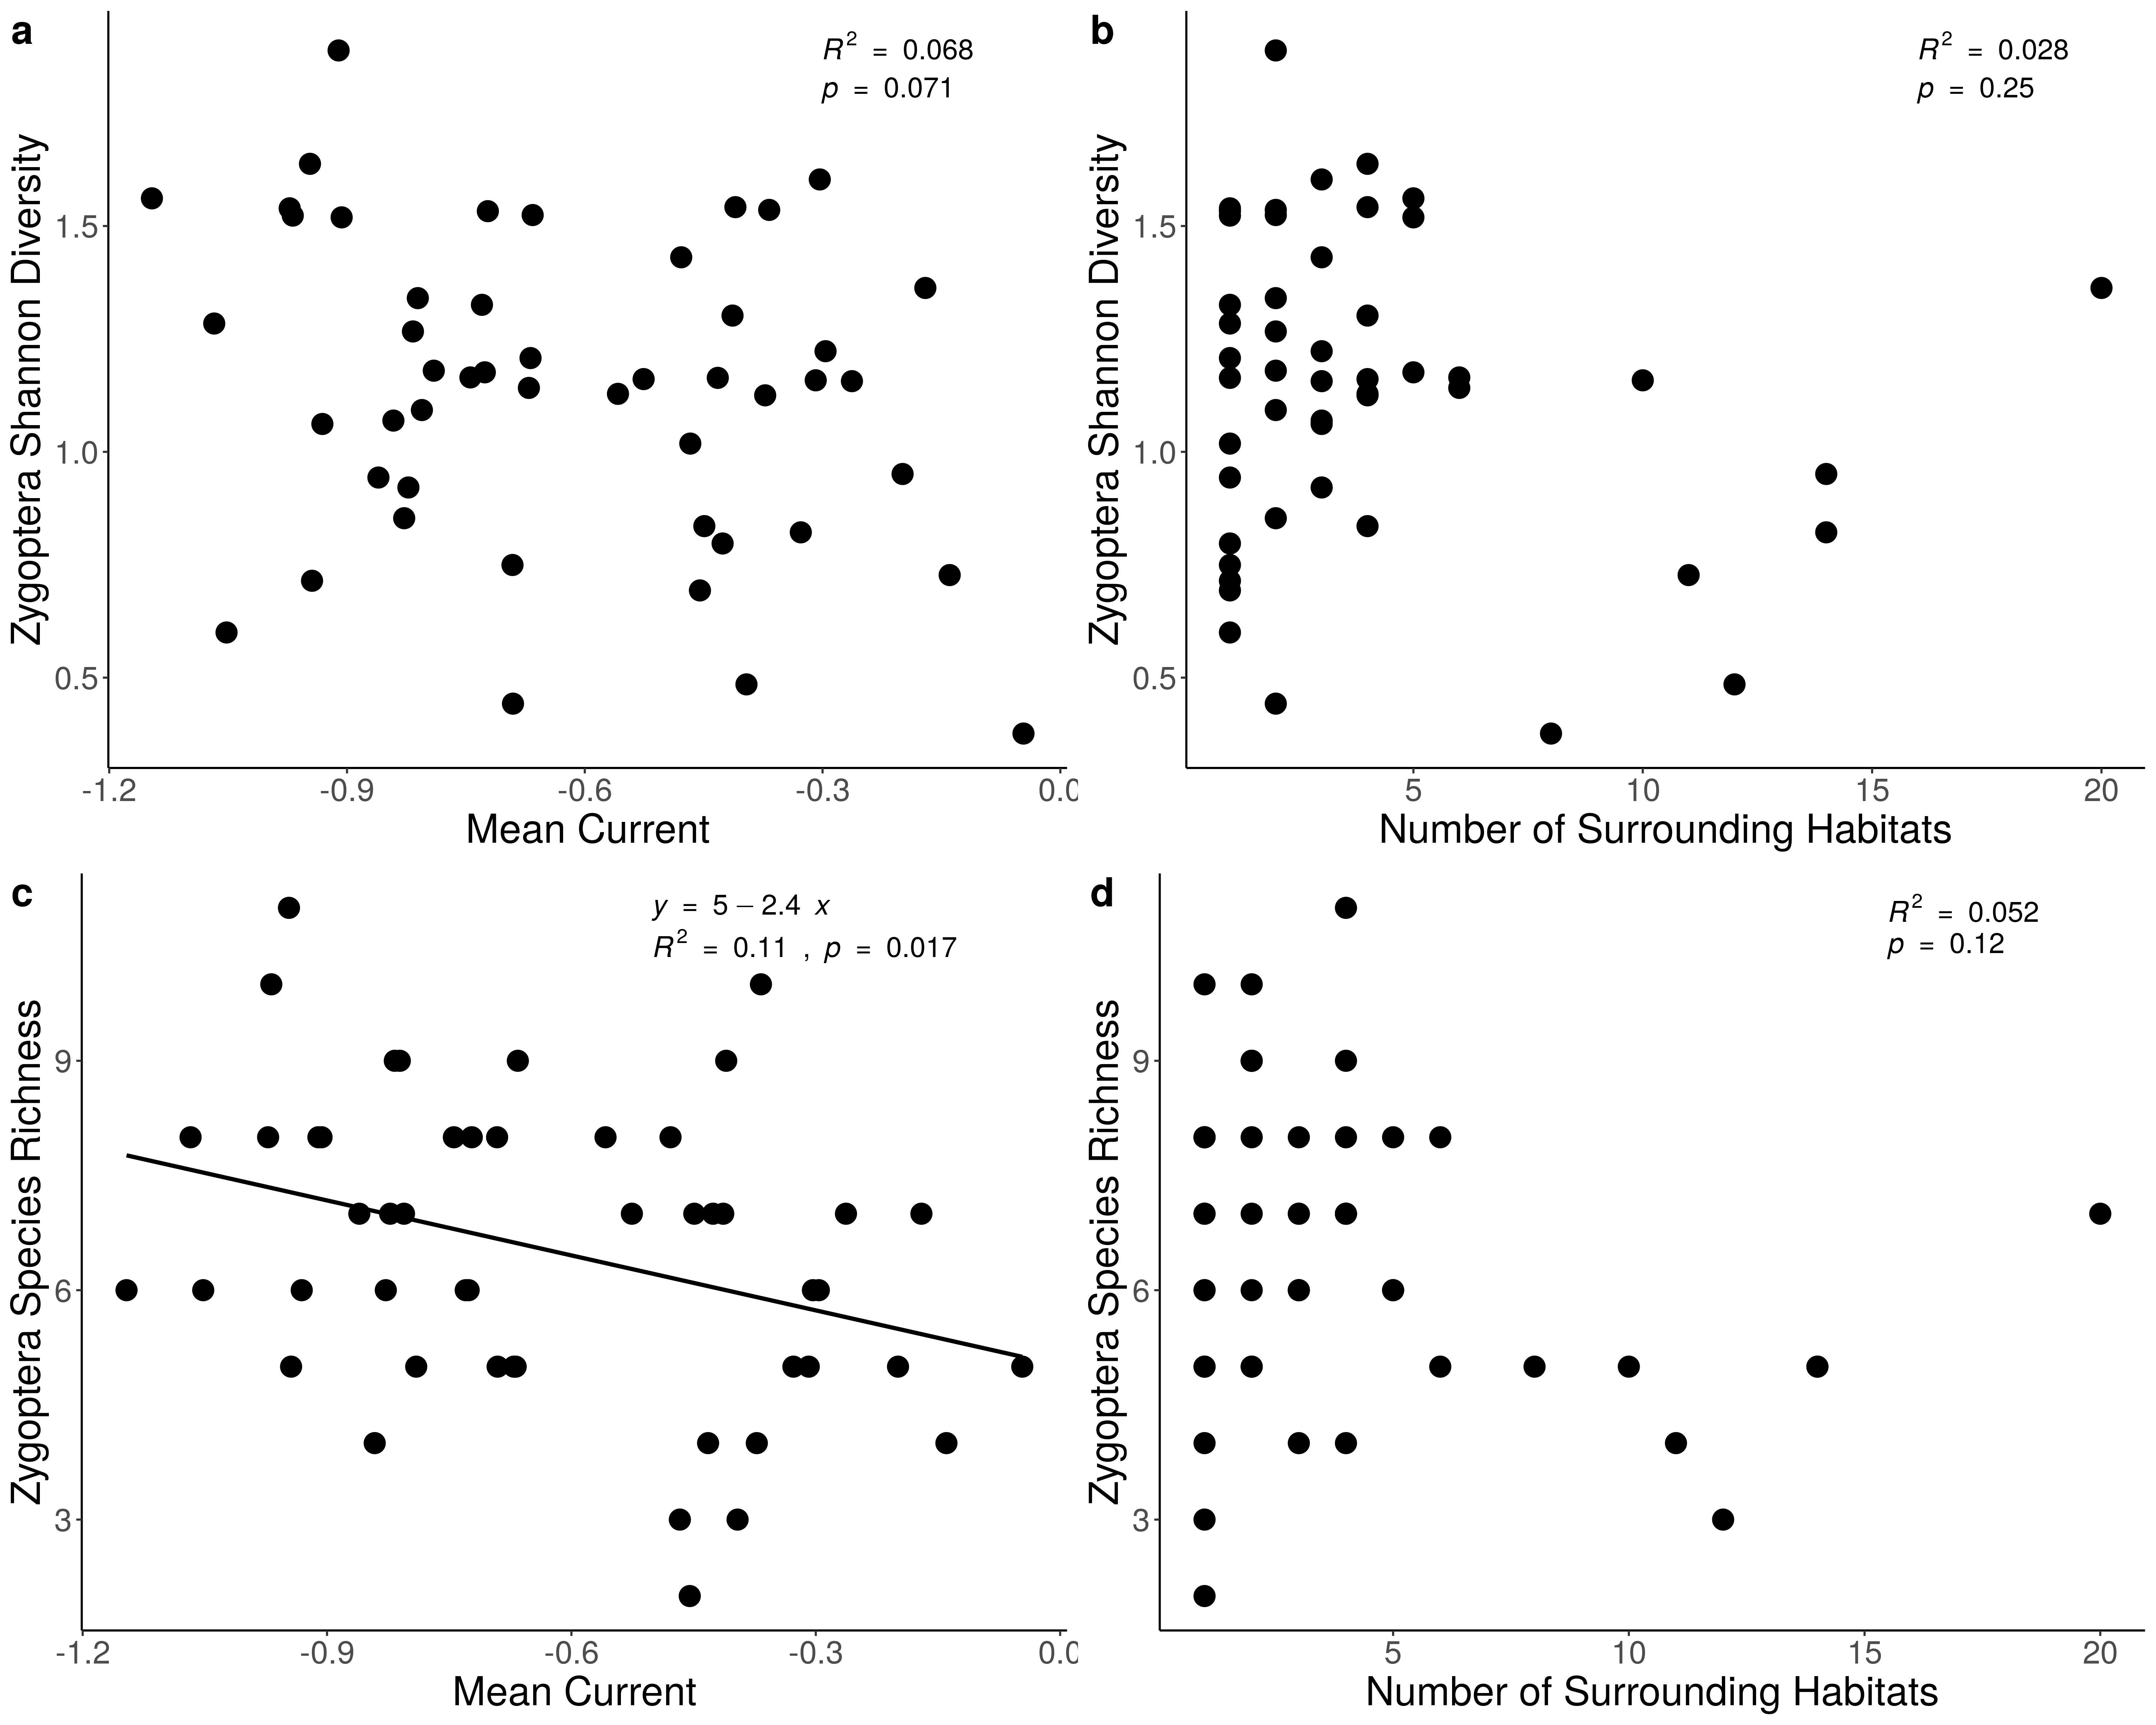 a
R² = 0.068
p = 0.071
Zygoptera Shannon Diversity
1.5
1.0
0.5
-1.2 -0.9 -0.6 -0.3 0.0
Mean Current
b
R² = 0.028
p = 0.25
Zygoptera Shannon Diversity
1.5
1.0
0.5
5 10 15 20
Number of Surrounding Habitats
c
y = 5 − 2.4 x
R² = 0.11 , p = 0.017
Zygoptera Species Richness
9
6
3
-1.2 -0.9 -0.6 -0.3 0.0
Mean Current
d
R² = 0.052
p = 0.12
Zygoptera Species Richness
9
6
3
5 10 15 20
Number of Surrounding Habitats